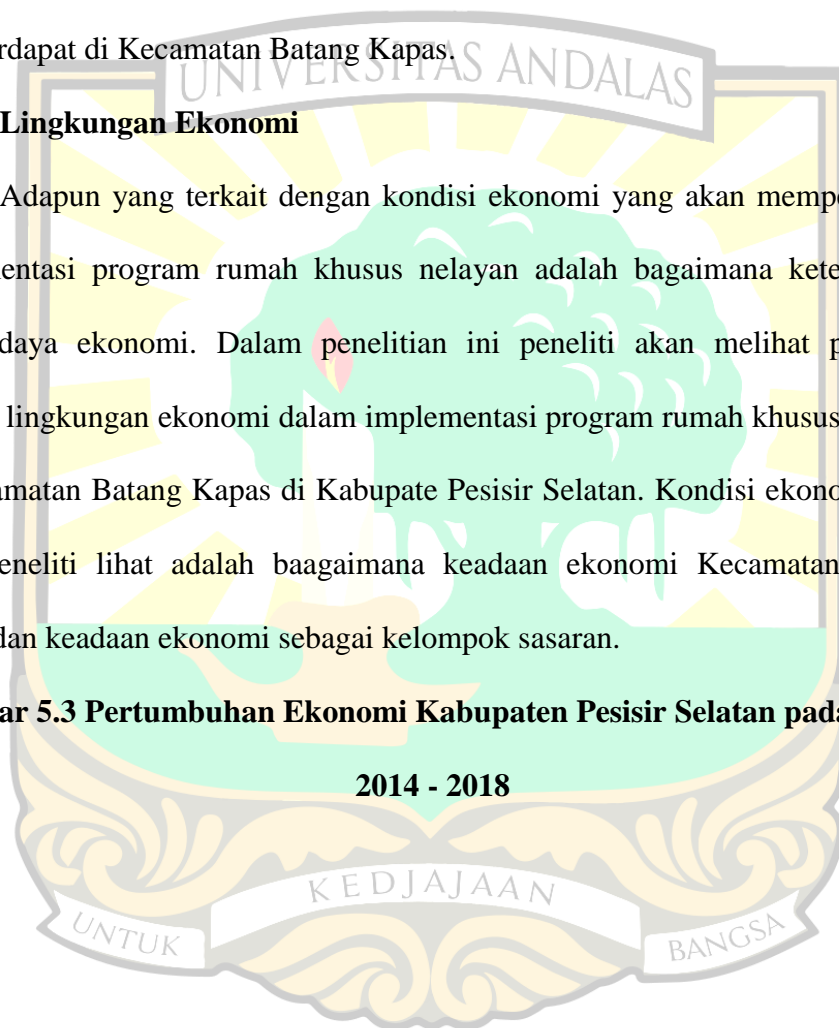 rdapat di Kecamatan Batang Kapas.
UNIVERSITAS ANDALAS
Lingkungan Ekonomi
Adapun yang terkait dengan kondisi ekonomi yang akan mempe
nentasi program rumah khusus nelayan adalah bagaimana kete
daya ekonomi. Dalam penelitian ini peneliti akan melihat p
lingkungan ekonomi dalam implementasi program rumah khusus
amatan Batang Kapas di Kabupate Pesisir Selatan. Kondisi ekono
eneliti lihat adalah baagaimana keadaan ekonomi Kecamatan
dan keadaan ekonomi sebagai kelompok sasaran.
ar 5.3 Pertumbuhan Ekonomi Kabupaten Pesisir Selatan pada
2014 - 2018
KEDJAJAAN
UNTUK
BANGSA